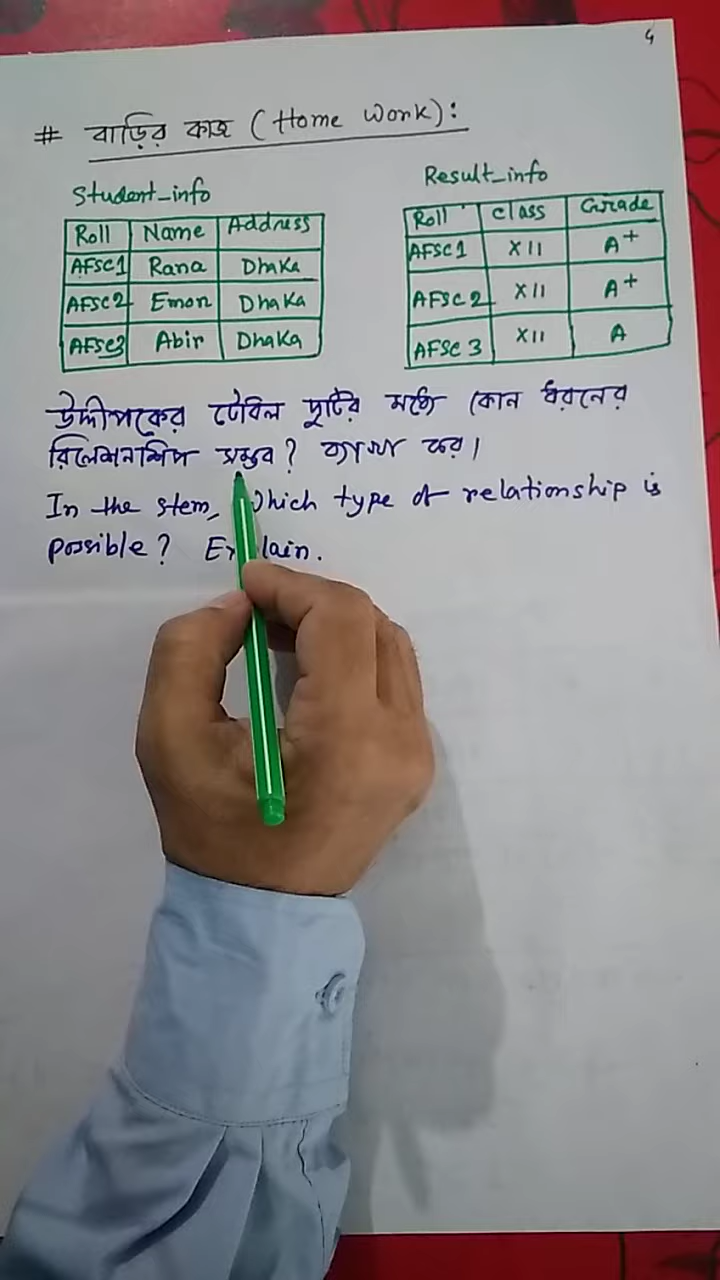 4
# বাড়ির কাজ (Home Work):
Student_info
Roll Name Address
AFSC1 Rana Dhaka
AFSC2 Emon Dhaka
AFSC3 Abir Dhaka
Result_info
Roll Class Grade
AFSC1 XII A+
AFSC2 XII A+
AFSC3 XII A
উদ্দীপকের টেবিল দুটির মধ্যে কোন ধরনের
রিলেশনশিপ সম্ভব? ব্যাখ্যা কর।
In the stem, which type of relationship is
possible? Explain.